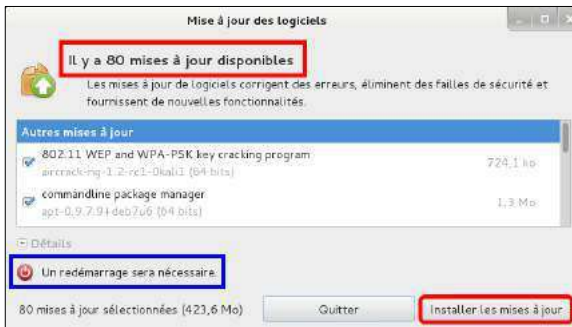 Mise à jour des logiciels
Il y a 80 mises à jour disponibles
Les mises à jour de logiciels corrigent des erreurs, éliminent des failles de sécurité et
fournissent de nouvelles fonctionnalités.
Autres mises à jour
802.11 WEP and WPA-PSK key cracking program
724,1 ko
aircrack-ng-1.2-rc1-0kali1 (64 bits)
commandline package manager
1,3 Mo
apt-0.9.7.9+deb7u6 (64 bits)
Détails
Un redémarrage sera nécessaire.
80 mises à jour sélectionnées (423,6 Mo)
Quitter
Installer les mises à jour